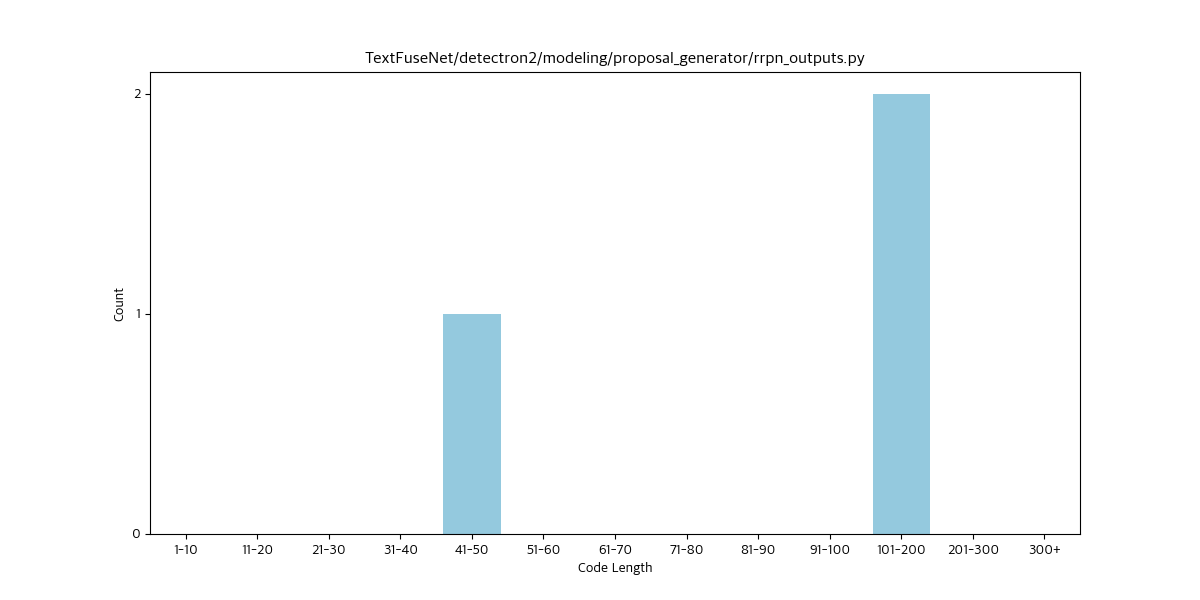 TextFuseNet/detectron2/modeling/proposal_generator/rrpn_outputs.py
2
1
0
Count
1-10 11-20 21-30 31-40 41-50 51-60 61-70 71-80 81-90 91-100 101-200 201-300 300+
Code Length